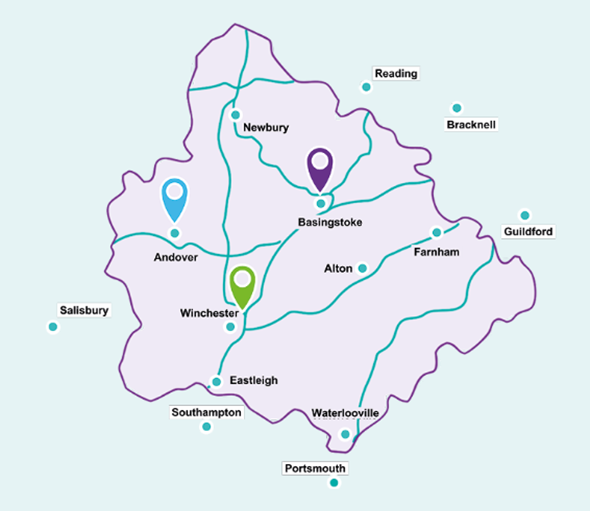 Reading
Bracknell
Newbury
Basingstoke
Guildford
Farnham
Andover
Alton
Salisbury
Winchester
Eastleigh
Southampton
Waterlooville
Portsmouth